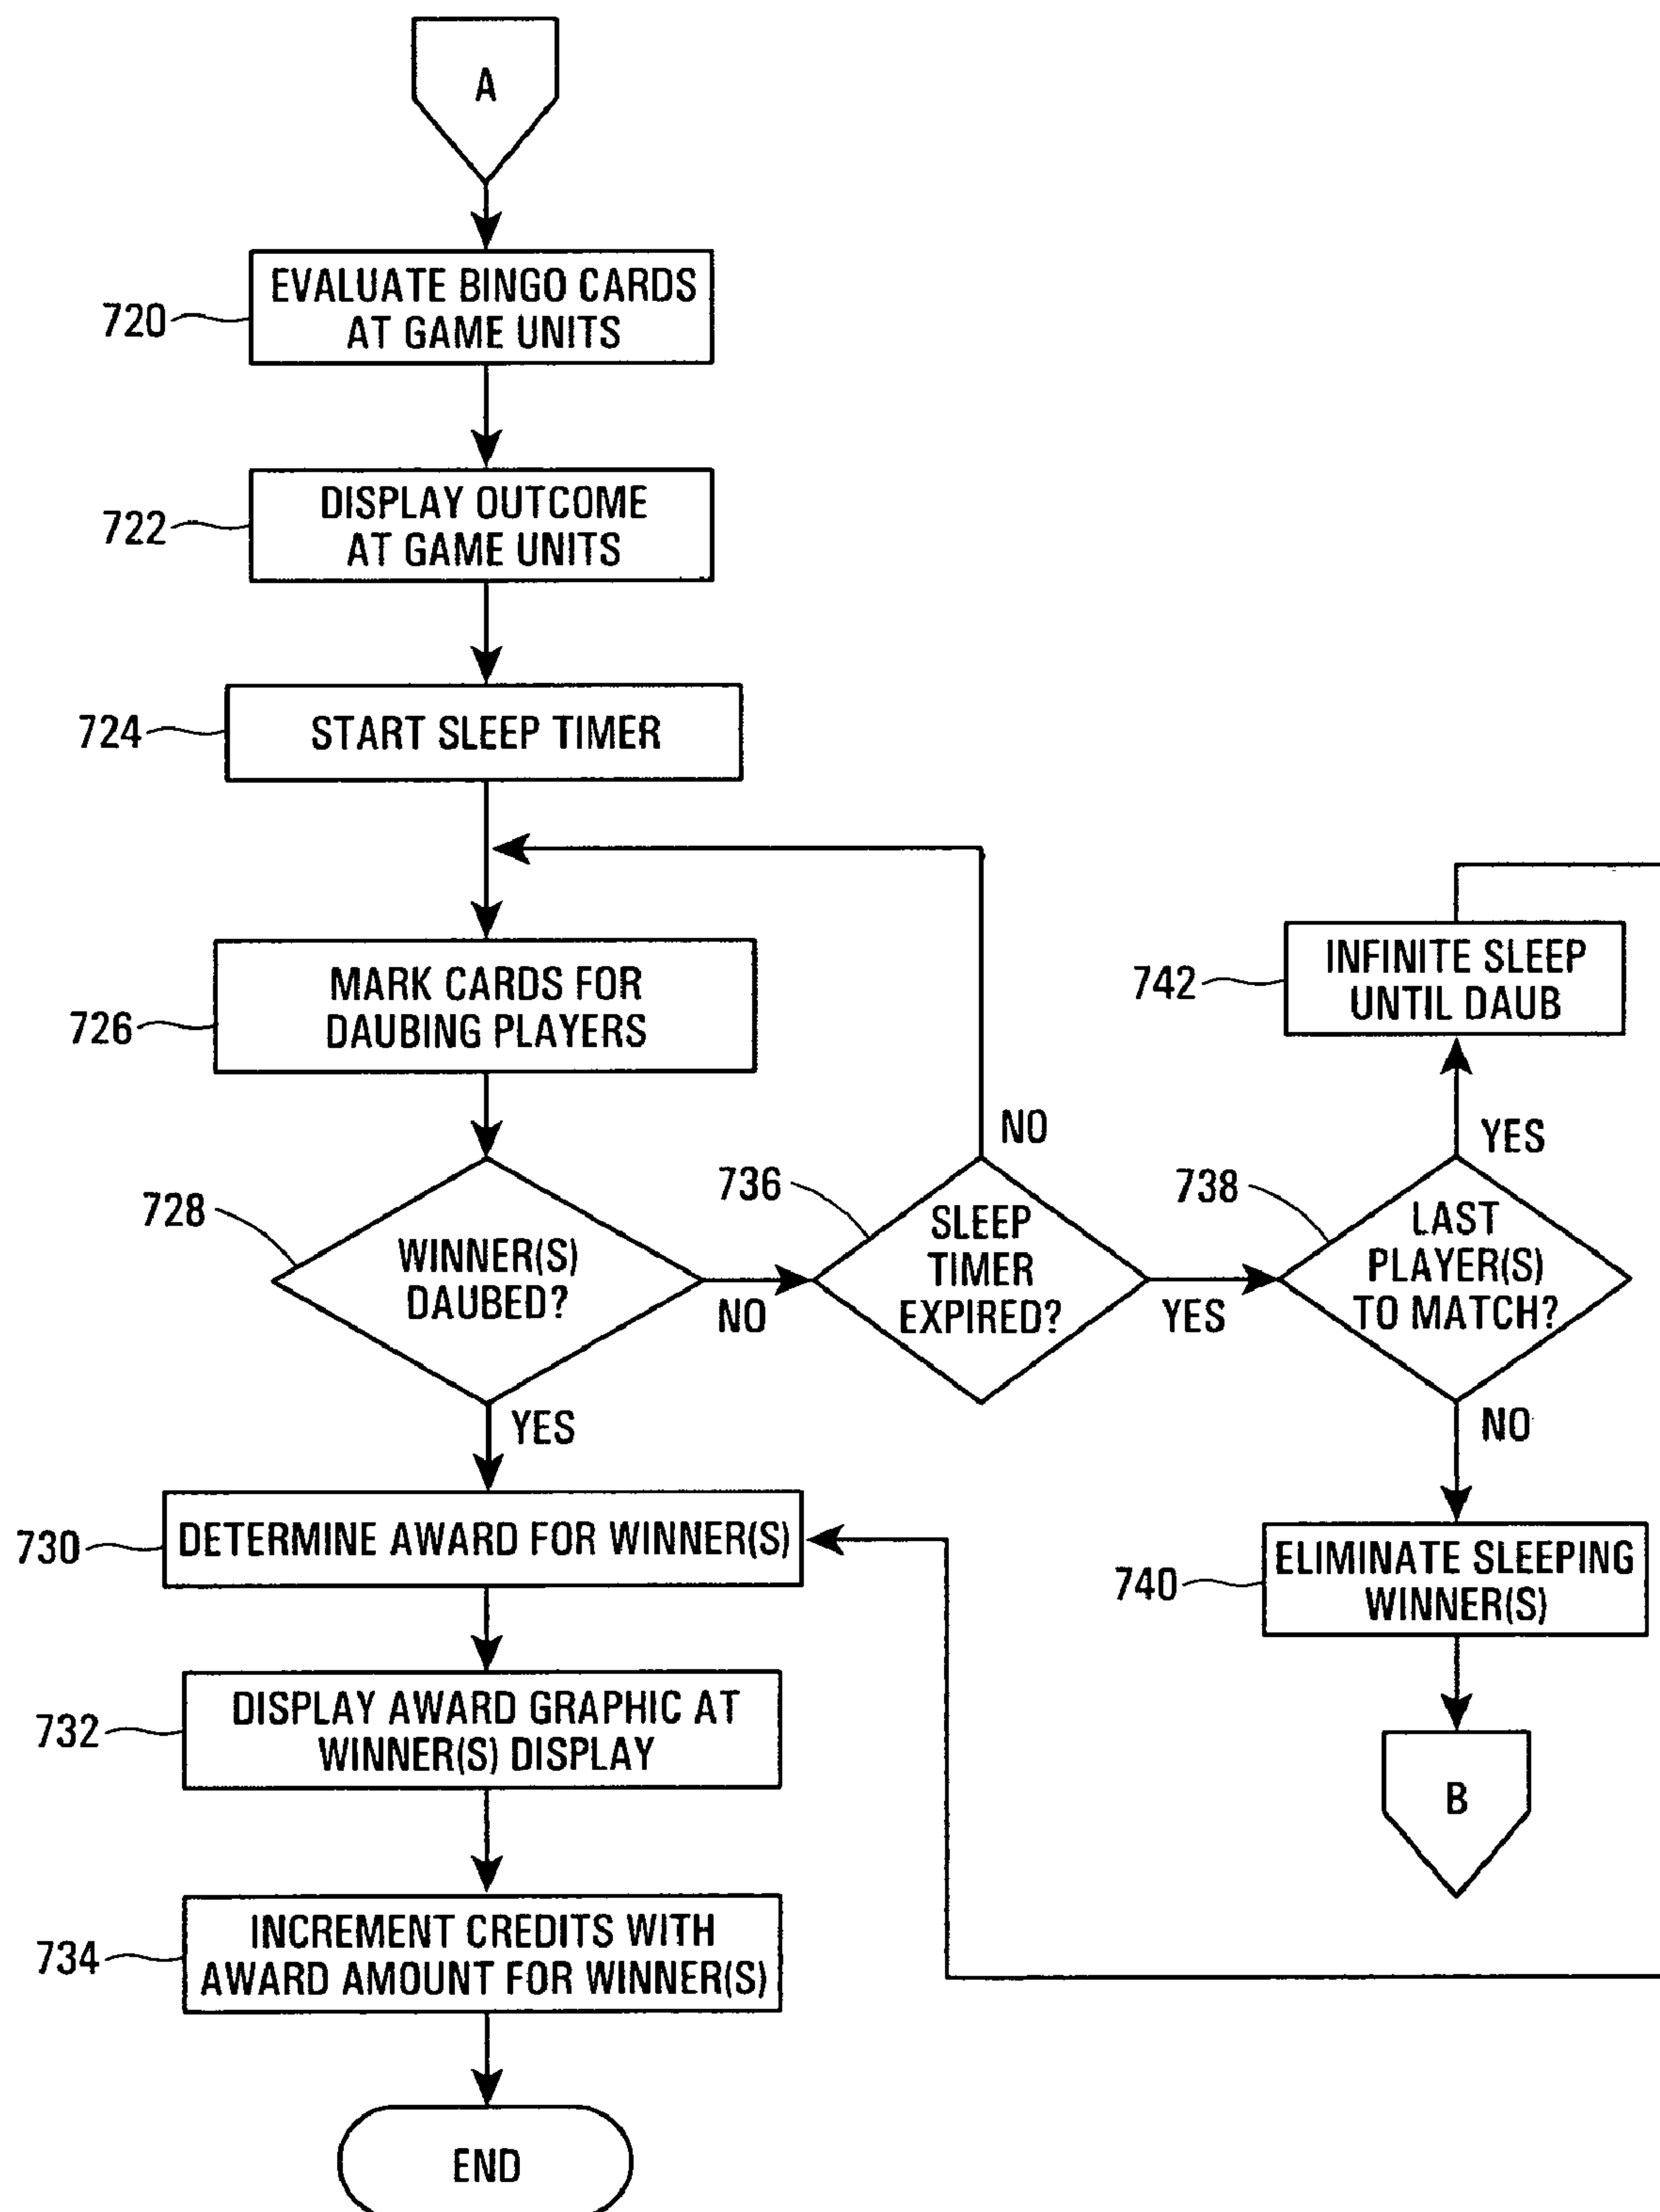 A
720
EVALUATE BINGO CARDS
AT GAME UNITS
722
DISPLAY OUTCOME
AT GAME UNITS
724
START SLEEP TIMER
726
MARK CARDS FOR
DAUBING PLAYERS
728
WINNER(S)
DAUBED?
NO
YES
736
SLEEP
TIMER
EXPIRED?
NO
YES
738
LAST
PLAYER(S)
TO MATCH?
YES
NO
742
INFINITE SLEEP
UNTIL DAUB
740
ELIMINATE SLEEPING
WINNER(S)
B
730
DETERMINE AWARD FOR WINNER(S)
732
DISPLAY AWARD GRAPHIC AT
WINNER(S) DISPLAY
734
INCREMENT CREDITS WITH
AWARD AMOUNT FOR WINNER(S)
END